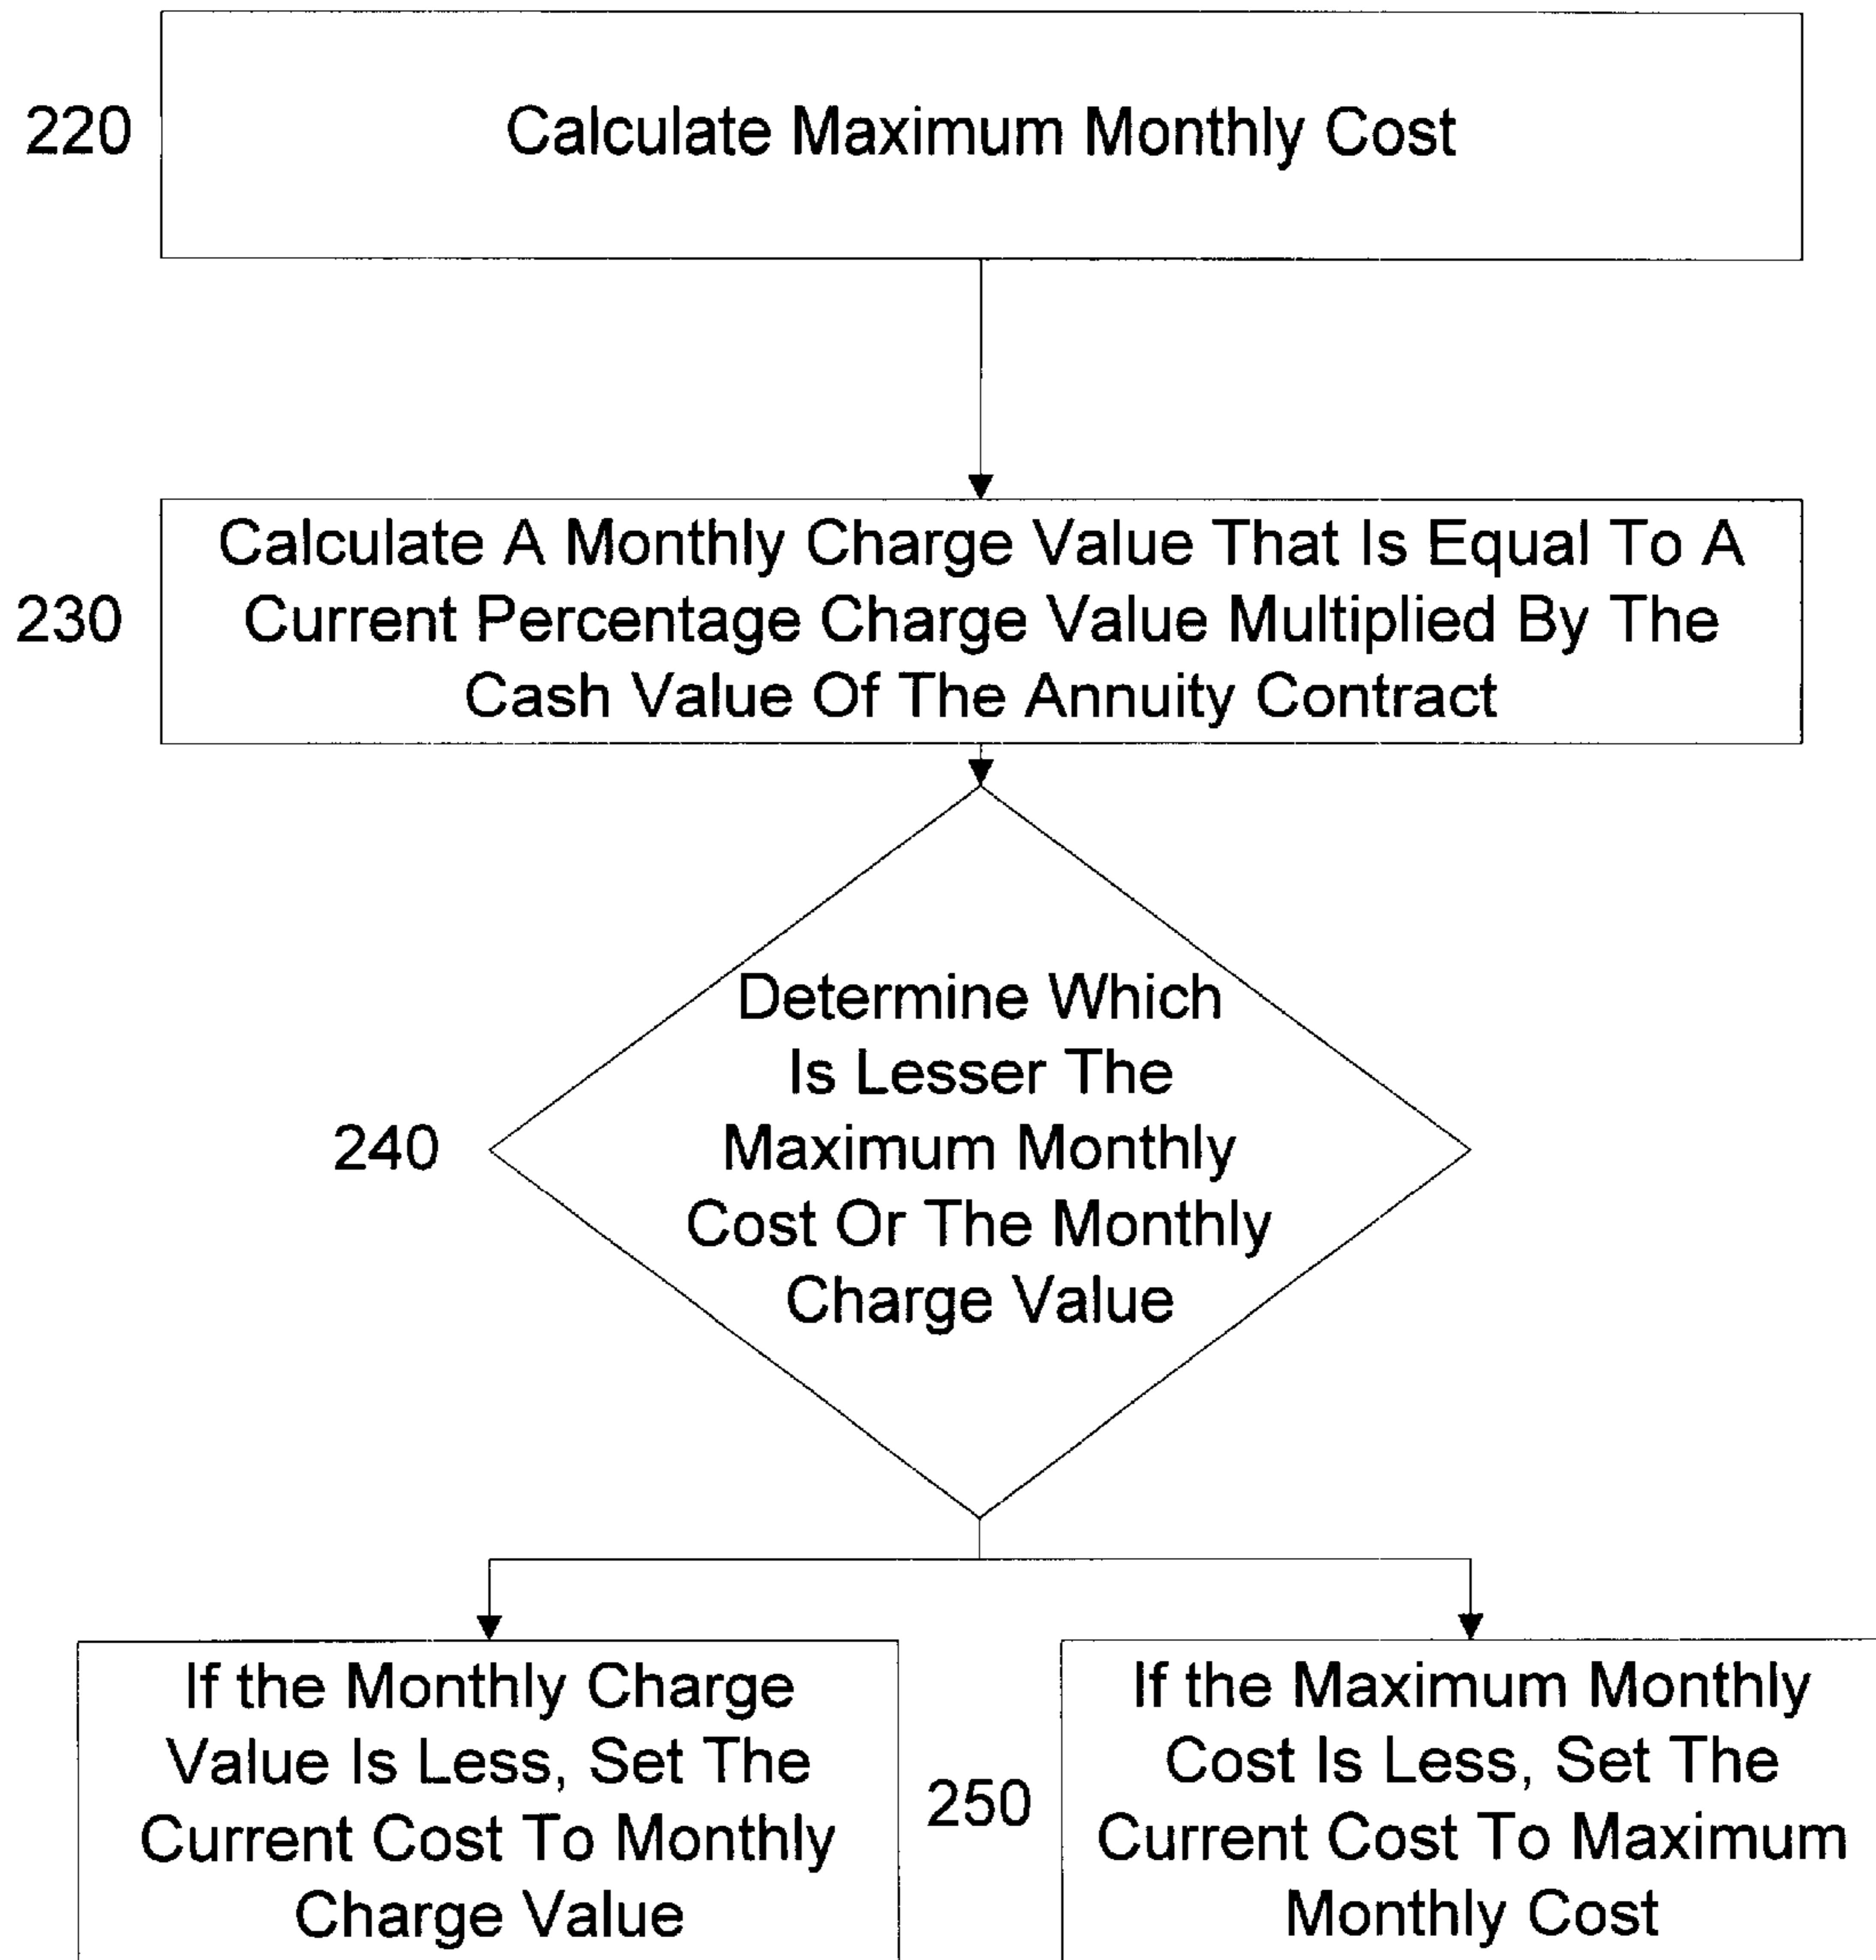 220
Calculate Maximum Monthly Cost
230
Calculate A Monthly Charge Value That Is Equal To A
Current Percentage Charge Value Multiplied By The
Cash Value Of The Annuity Contract
240
Determine Which
Is Lesser The
Maximum Monthly
Cost Or The Monthly
Charge Value
If the Monthly Charge
Value Is Less, Set The
Current Cost To Monthly
Charge Value
250
If the Maximum Monthly
Cost Is Less, Set The
Current Cost To Maximum
Monthly Cost